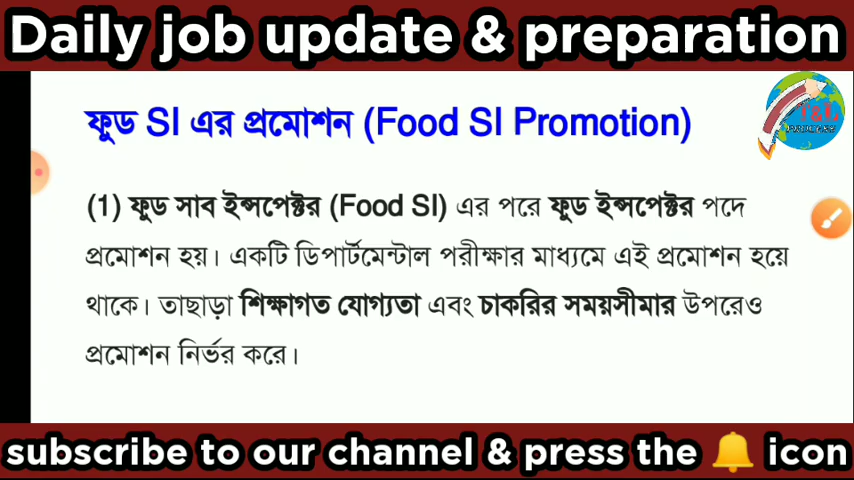 Daily job update & preparation
ফুড SI এর প্রমোশন (Food SI Promotion)
(1) ফুড সাব ইন্সপেক্টর (Food SI) এর পরে ফুড ইন্সপেক্টর পদে
প্রমোশন হয়। একটি ডিপার্টমেন্টাল পরীক্ষার মাধ্যমে এই প্রমোশন হয়ে
থাকে। তাছাড়া শিক্ষাগত যোগ্যতা এবং চাকরির সময়সীমার উপরেও
প্রমোশন নির্ভর করে।
subscribe to our channel & press the 🔔 icon